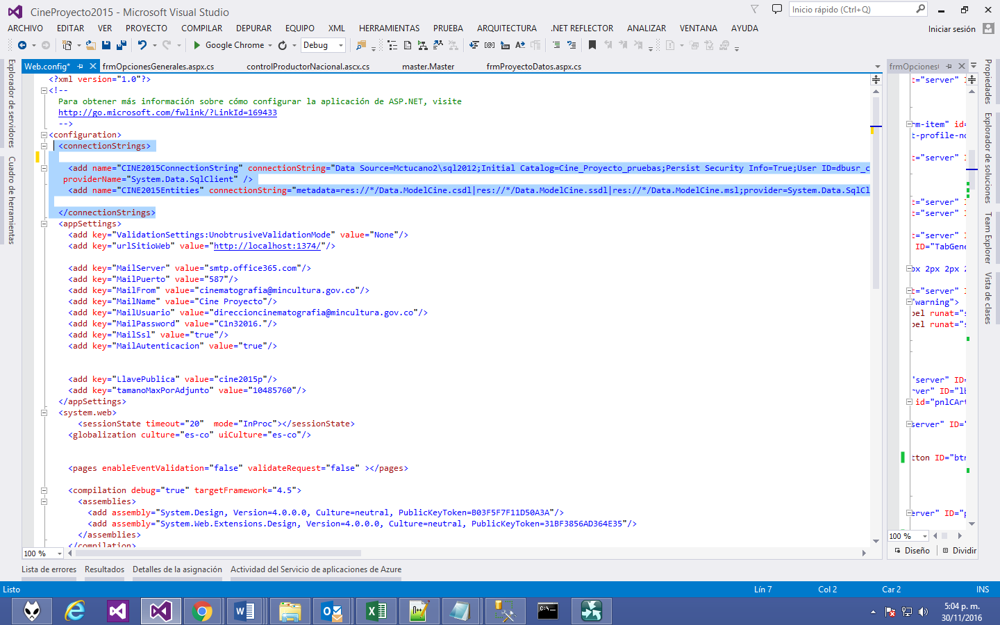 CineProyecto2015 - Microsoft Visual Studio
Inicio rápido (Ctrl+Q)
ARCHIVO EDITAR VER PROYECTO COMPILAR DEPURAR EQUIPO XML HERRAMIENTAS PRUEBA ARQUITECTURA .NET REFLECTOR ANALIZAR VENTANA AYUDA
Iniciar sesión
Google Chrome Debug
Web.config* frmOpcionesGenerales.aspx.cs controlProductorNacional.ascx.cs master.Master frmProyectoDatos.aspx.cs
Explorador de servidores
Cuadro de herramientas
<?xml version="1.0"?>
<!--
Para obtener más información sobre cómo configurar la aplicación de ASP.NET, visite
http://go.microsoft.com/fwlink/?LinkId=169433
-->
<configuration>
<connectionStrings>
<add name="CINE2015ConnectionString" connectionString="Data Source=Mctucano2\sql2012;Initial Catalog=Cine_Proyecto_pruebas;Persist Security Info=True;User ID=dbusr_c
providerName="System.Data.SqlClient" />
<add name="CINE2015Entities" connectionString="metadata=res://*/Data.ModelCine.csdl|res://*/Data.ModelCine.ssdl|res://*/Data.ModelCine.msl;provider=System.Data.SqlCl
</connectionStrings>
<appSettings>
<add key="ValidationSettings:UnobtrusiveValidationMode" value="None"/>
<add key="urlSitioWeb" value="http://localhost:1374/"/>
<add key="MailServer" value="smtp.office365.com"/>
<add key="MailPuerto" value="587"/>
<add key="MailFrom" value="cinematografia@mincultura.gov.co"/>
<add key="MailName" value="Cine Proyecto"/>
<add key="MailUsuario" value="direccioncinematografia@mincultura.gov.co"/>
<add key="MailPassword" value="C1n32016."/>
<add key="MailSsl" value="true"/>
<add key="MailAutenticacion" value="true"/>
<add key="LlavePublica" value="cine2015p"/>
<add key="tamanoMaxPorAdjunto" value="10485760"/>
</appSettings>
<system.web>
<sessionState timeout="20"  mode="InProc"></sessionState>
<globalization culture="es-co" uiCulture="es-co"/>
<pages enableEventValidation="false" validateRequest="false" ></pages>
<compilation debug="true" targetFramework="4.5">
<assemblies>
<add assembly="System.Design, Version=4.0.0.0, Culture=neutral, PublicKeyToken=B03F5F7F11D50A3A"/>
<add assembly="System.Web.Extensions.Design, Version=4.0.0.0, Culture=neutral, PublicKeyToken=31BF3856AD364E35"/>
</assemblies>
</compilation>
100 %
t="server" I
rm-item" id=
t-profile-no
t="server" I
t="server" I
t="server" I
t="server" I
ID="TabGene
px 2px 2px 2
t="server" I
"warning">
bel runat="s
bel runat="s
"server" ID=
rver" ID="lb
id="pnlCArt
server" ID="
tton ID="btn
erver" ID="p
100 %
Diseño Dividir
Propiedades
Explorador de soluciones
Team Explorer
Vista de clases
Lista de errores Resultados Detalles de la asignación Actividad del Servicio de aplicaciones de Azure
Listo Lín 7 Col 2 Car 2 INS
5:04 p. m.
30/11/2016